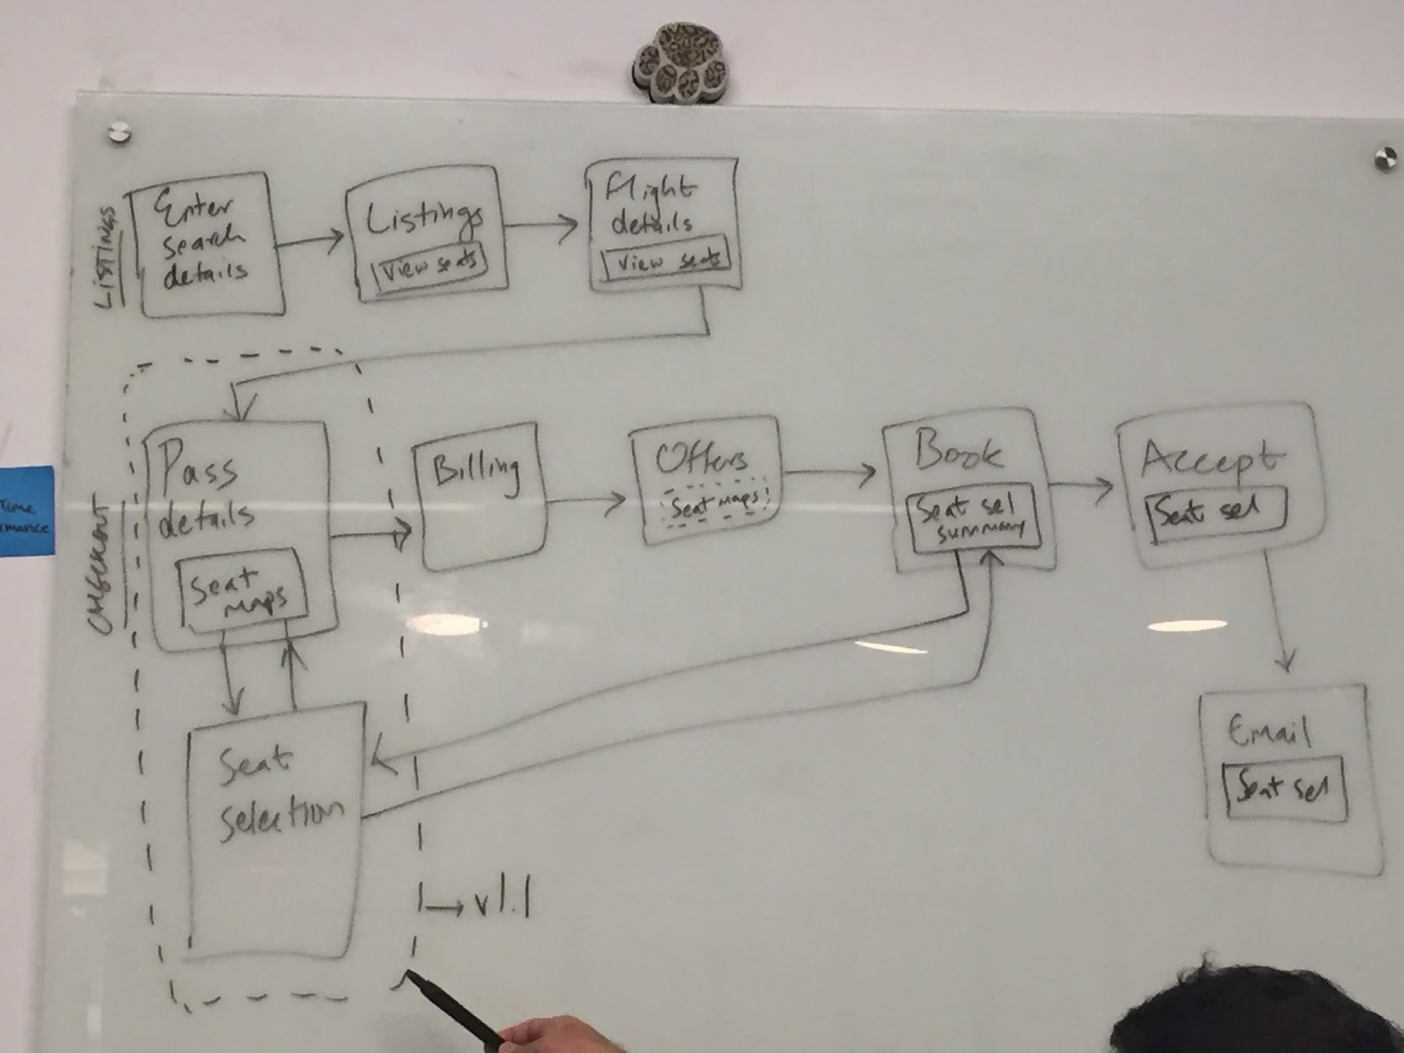 LISTINGS
Enter
search
details
Listings
View seats
Flight
details
View seats
CHECKOUT
Pass
details
Seat
Maps
Billing
Offers
Seat Maps
Book
Seat sel
summary
Accept
Seat sel
Seat
selection
Email
Seat sel
v1.1
Time